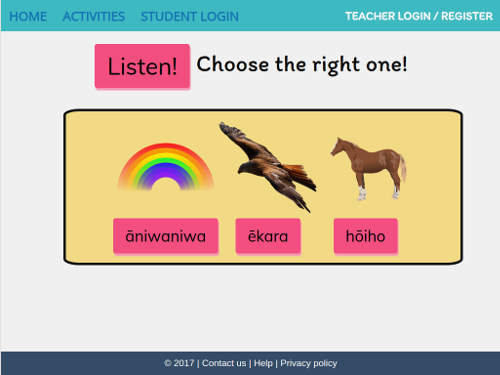 HOME ACTIVITIES STUDENT LOGIN TEACHER LOGIN / REGISTER
Listen! Choose the right one!
āniwaniwa ēkara hōiho
© 2017 | Contact us | Help | Privacy policy